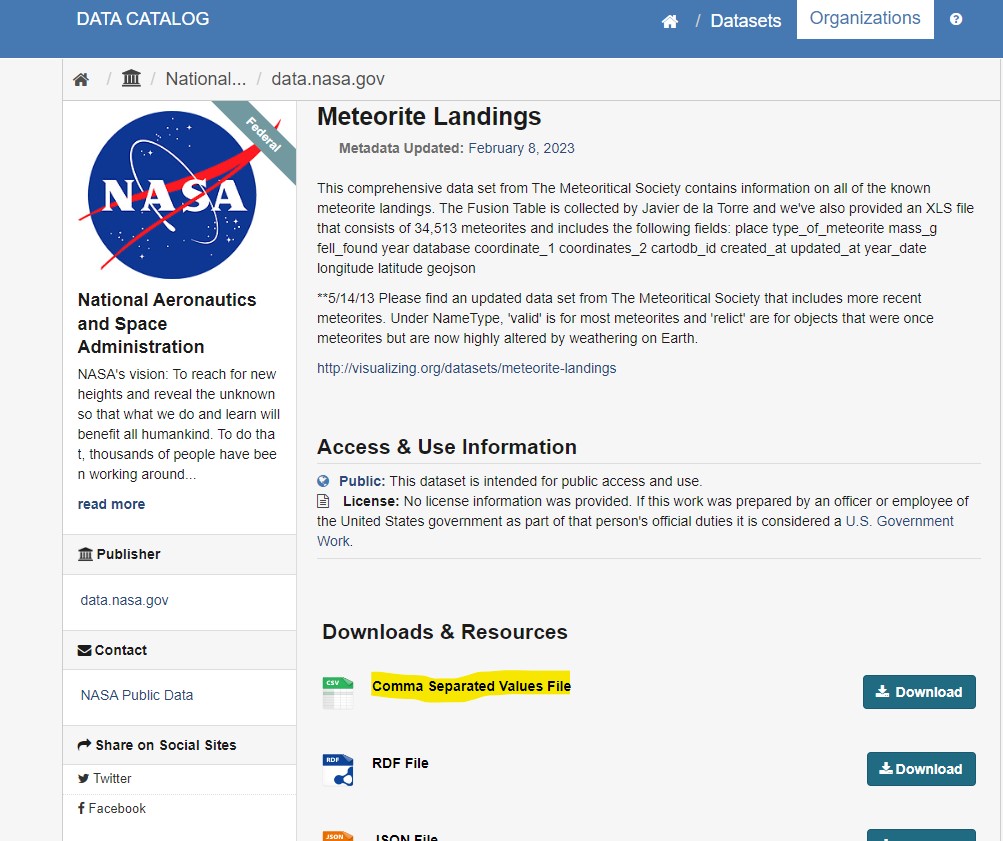 DATA CATALOG
/ Datasets
Organizations
?
/ / National... / data.nasa.gov
Federal
NASA
National Aeronautics
and Space
Administration
NASA's vision: To reach for new
heights and reveal the unknown
so that what we do and learn will
benefit all humankind. To do tha
t, thousands of people have bee
n working around...
read more
Publisher
data.nasa.gov
Contact
NASA Public Data
Share on Social Sites
Twitter
Facebook
Meteorite Landings
Metadata Updated: February 8, 2023
This comprehensive data set from The Meteoritical Society contains information on all of the known
meteorite landings. The Fusion Table is collected by Javier de la Torre and we've also provided an XLS file
that consists of 34,513 meteorites and includes the following fields: place type_of_meteorite mass_g
fell_found year database coordinate_1 coordinates_2 cartodb_id created_at updated_at year_date
longitude latitude geojson
**5/14/13 Please find an updated data set from The Meteoritical Society that includes more recent
meteorites. Under NameType, 'valid' is for most meteorites and 'relict' are for objects that were once
meteorites but are now highly altered by weathering on Earth.
http://visualizing.org/datasets/meteorite-landings
Access & Use Information
Public: This dataset is intended for public access and use.
License: No license information was provided. If this work was prepared by an officer or employee of
the United States government as part of that person's official duties it is considered a U.S. Government
Work.
Downloads & Resources
CSV
Comma Separated Values File
Download
RDF
RDF File
Download
JSON
JSON File